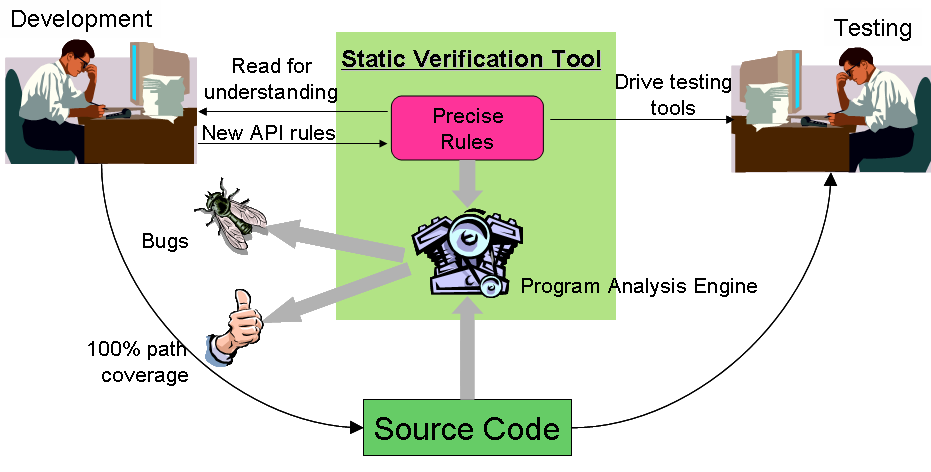 Development
Testing
Static Verification Tool
Read for
understanding
Drive testing
tools
Precise
Rules
New API rules
Bugs
Program Analysis Engine
100% path
coverage
Source Code